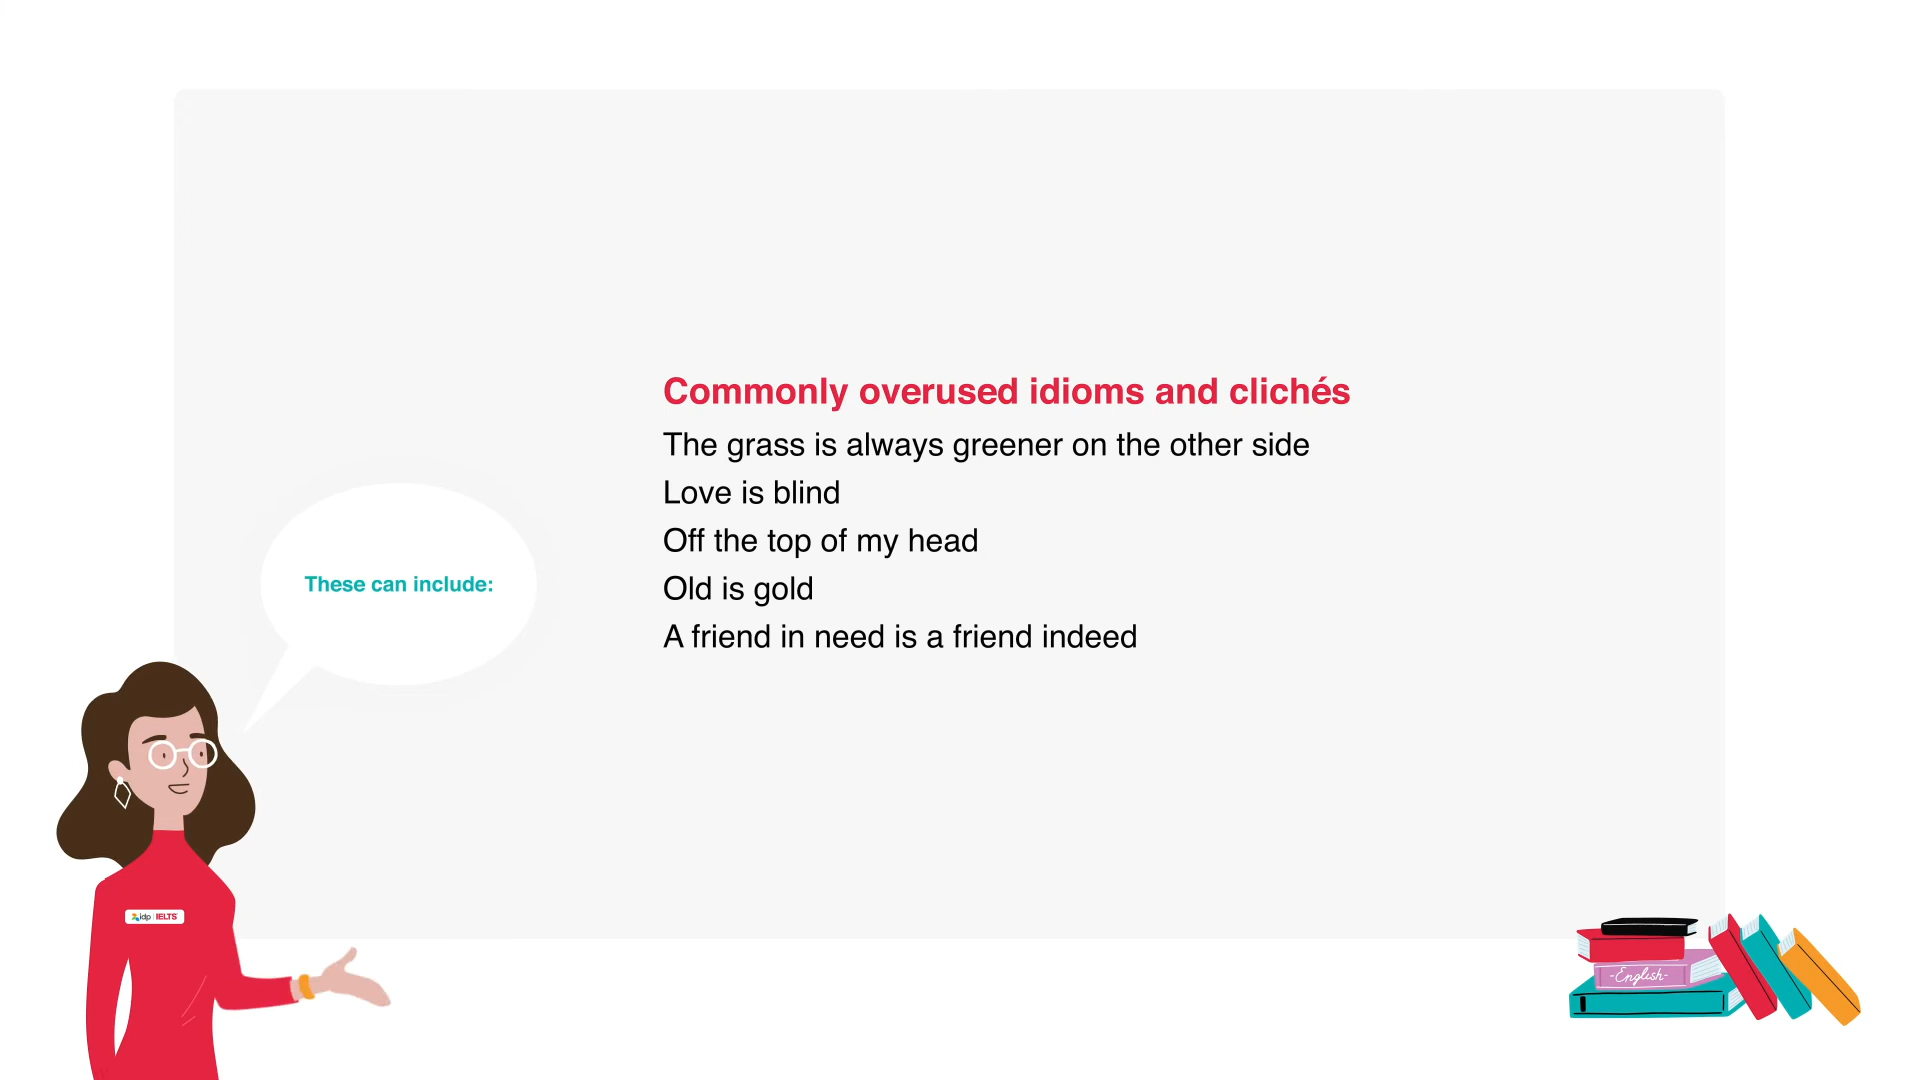 Commonly overused idioms and clichés
The grass is always greener on the other side
Love is blind
Off the top of my head
Old is gold
A friend in need is a friend indeed
These can include:
idp IELTS
-English-